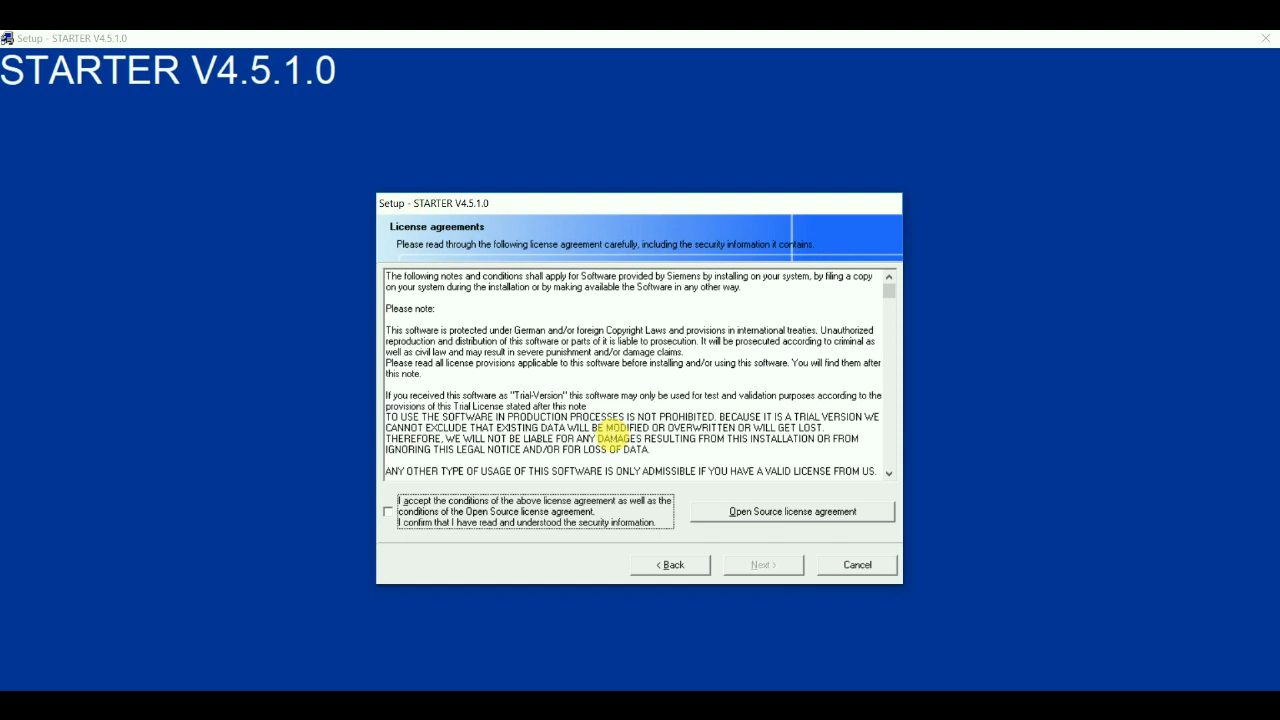 Setup - STARTER V4.5.1.0
STARTER V4.5.1.0
Setup - STARTER V4.5.1.0
License agreements
Please read through the following license agreement carefully, including the security information it contains.
The following notes and conditions shall apply for Software provided by Siemens by installing on your system, by filing a copy
on your system during the installation or by making available the Software in any other way.
Please note:
This software is protected under German and/or foreign Copyright Laws and provisions in international treaties. Unauthorized
reproduction and distribution of this software or parts of it is liable to prosecution. It will be prosecuted according to criminal as
well as civil law and may result in severe punishment and/or damage claims.
Please read all license provisions applicable to this software before installing and/or using this software. You will find them after
this note.
If you received this software as "Trial-Version" this software may only be used for test and validation purposes according to the
provisions of this Trial License stated after this note
TO USE THE SOFTWARE IN PRODUCTION PROCESSES IS NOT PROHIBITED. BECAUSE IT IS A TRIAL VERSION WE
CANNOT EXCLUDE THAT EXISTING DATA WILL BE MODIFIED OR OVERWRITTEN OR WILL GET LOST.
THEREFORE, WE WILL NOT BE LIABLE FOR ANY DAMAGES RESULTING FROM THIS INSTALLATION OR FROM
IGNORING THIS LEGAL NOTICE AND/OR FOR LOSS OF DATA.
ANY OTHER TYPE OF USAGE OF THIS SOFTWARE IS ONLY ADMISSIBLE IF YOU HAVE A VALID LICENSE FROM US.
I accept the conditions of the above license agreement as well as the
conditions of the Open Source license agreement.
I confirm that I have read and understood the security information.
Open Source license agreement
< Back
Next >
Cancel